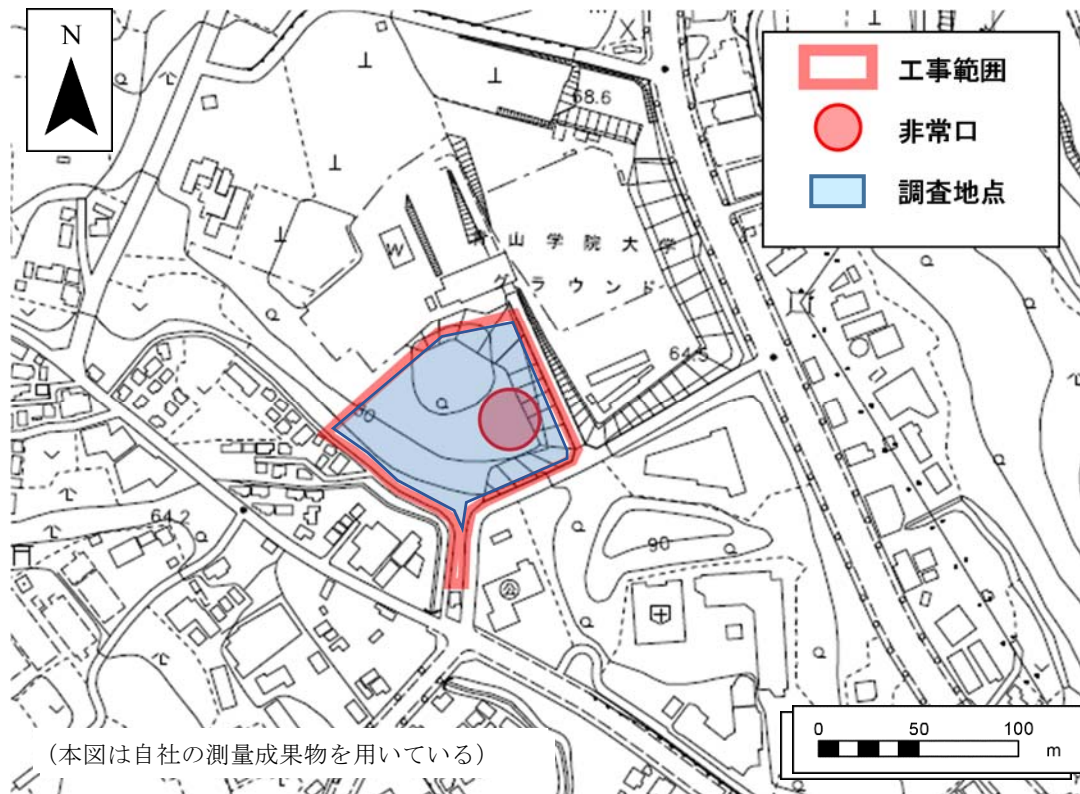 N
工事範囲
非常口
調査地点
68.6
山学院大学
グラウンド
64.5
64.2
90
0 50 100
m
(本図は自社の測量成果物を用いている)